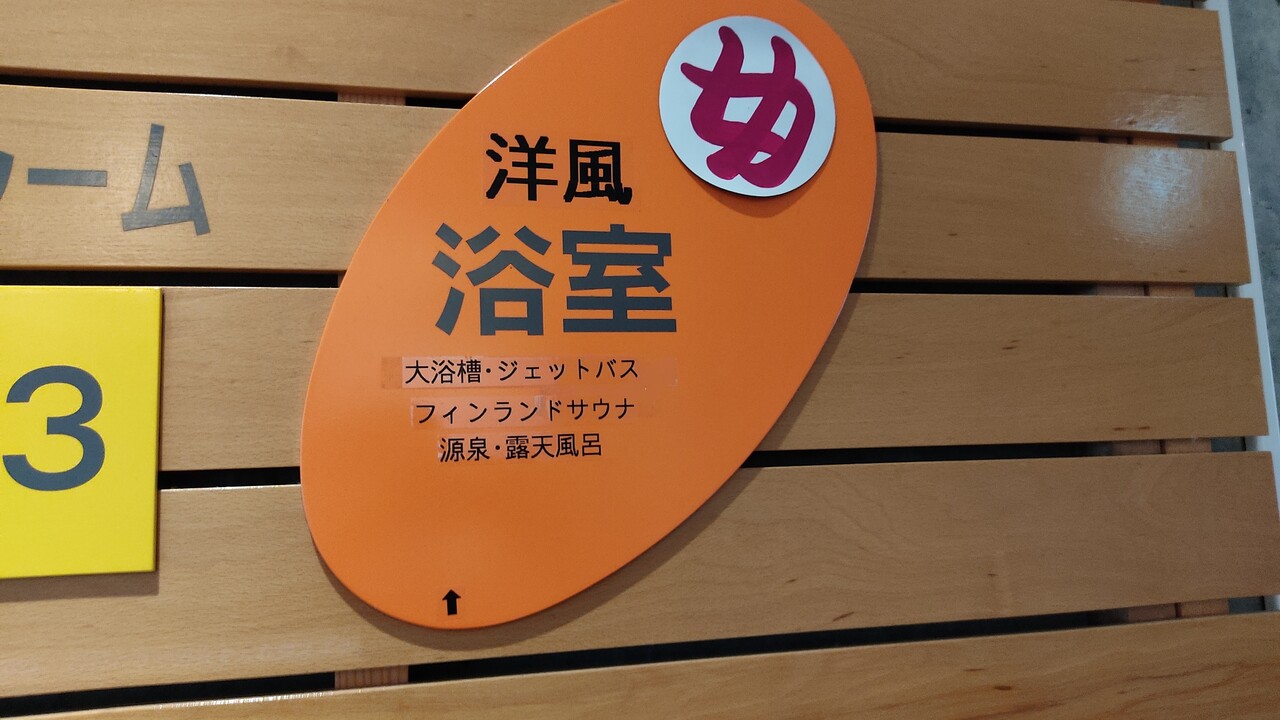 女
洋風
浴室
大浴槽・ジェットバス
フィンランドサウナ
源泉・露天風呂
↑
ーム
3